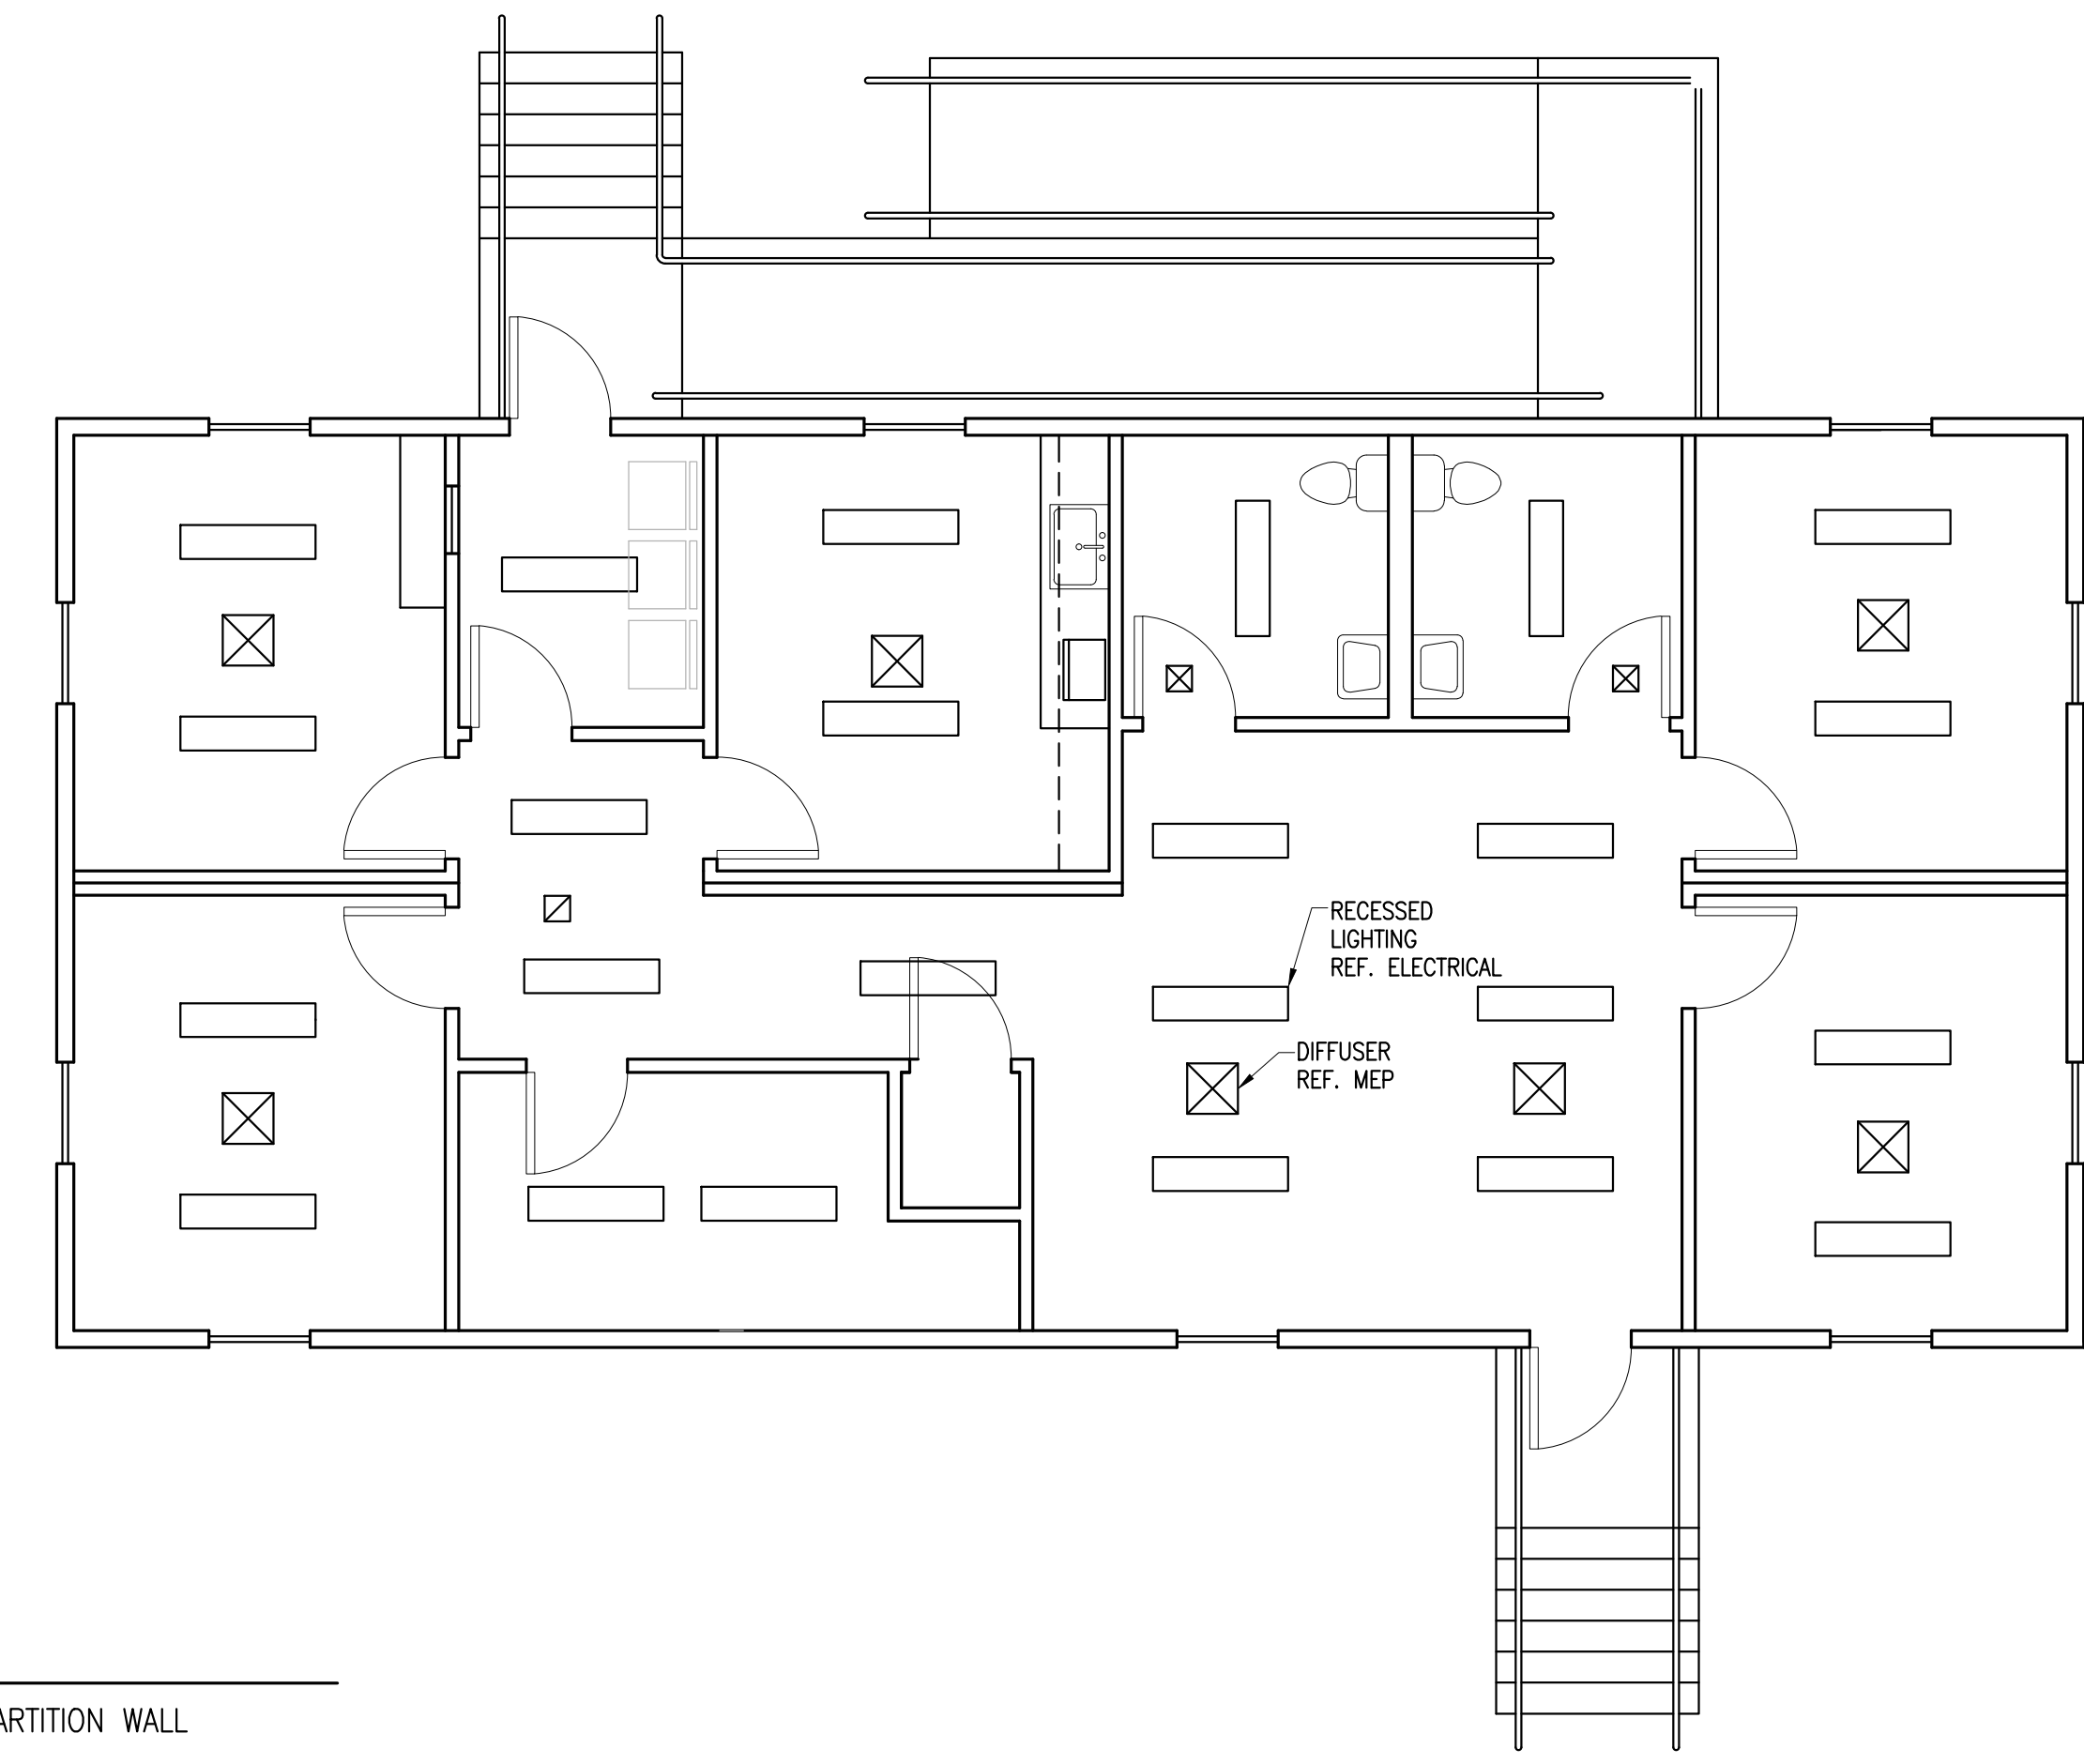 RECESSED
LIGHTING
REF. ELECTRICAL
DIFFUSER
REF. MEP
ARTITION WALL